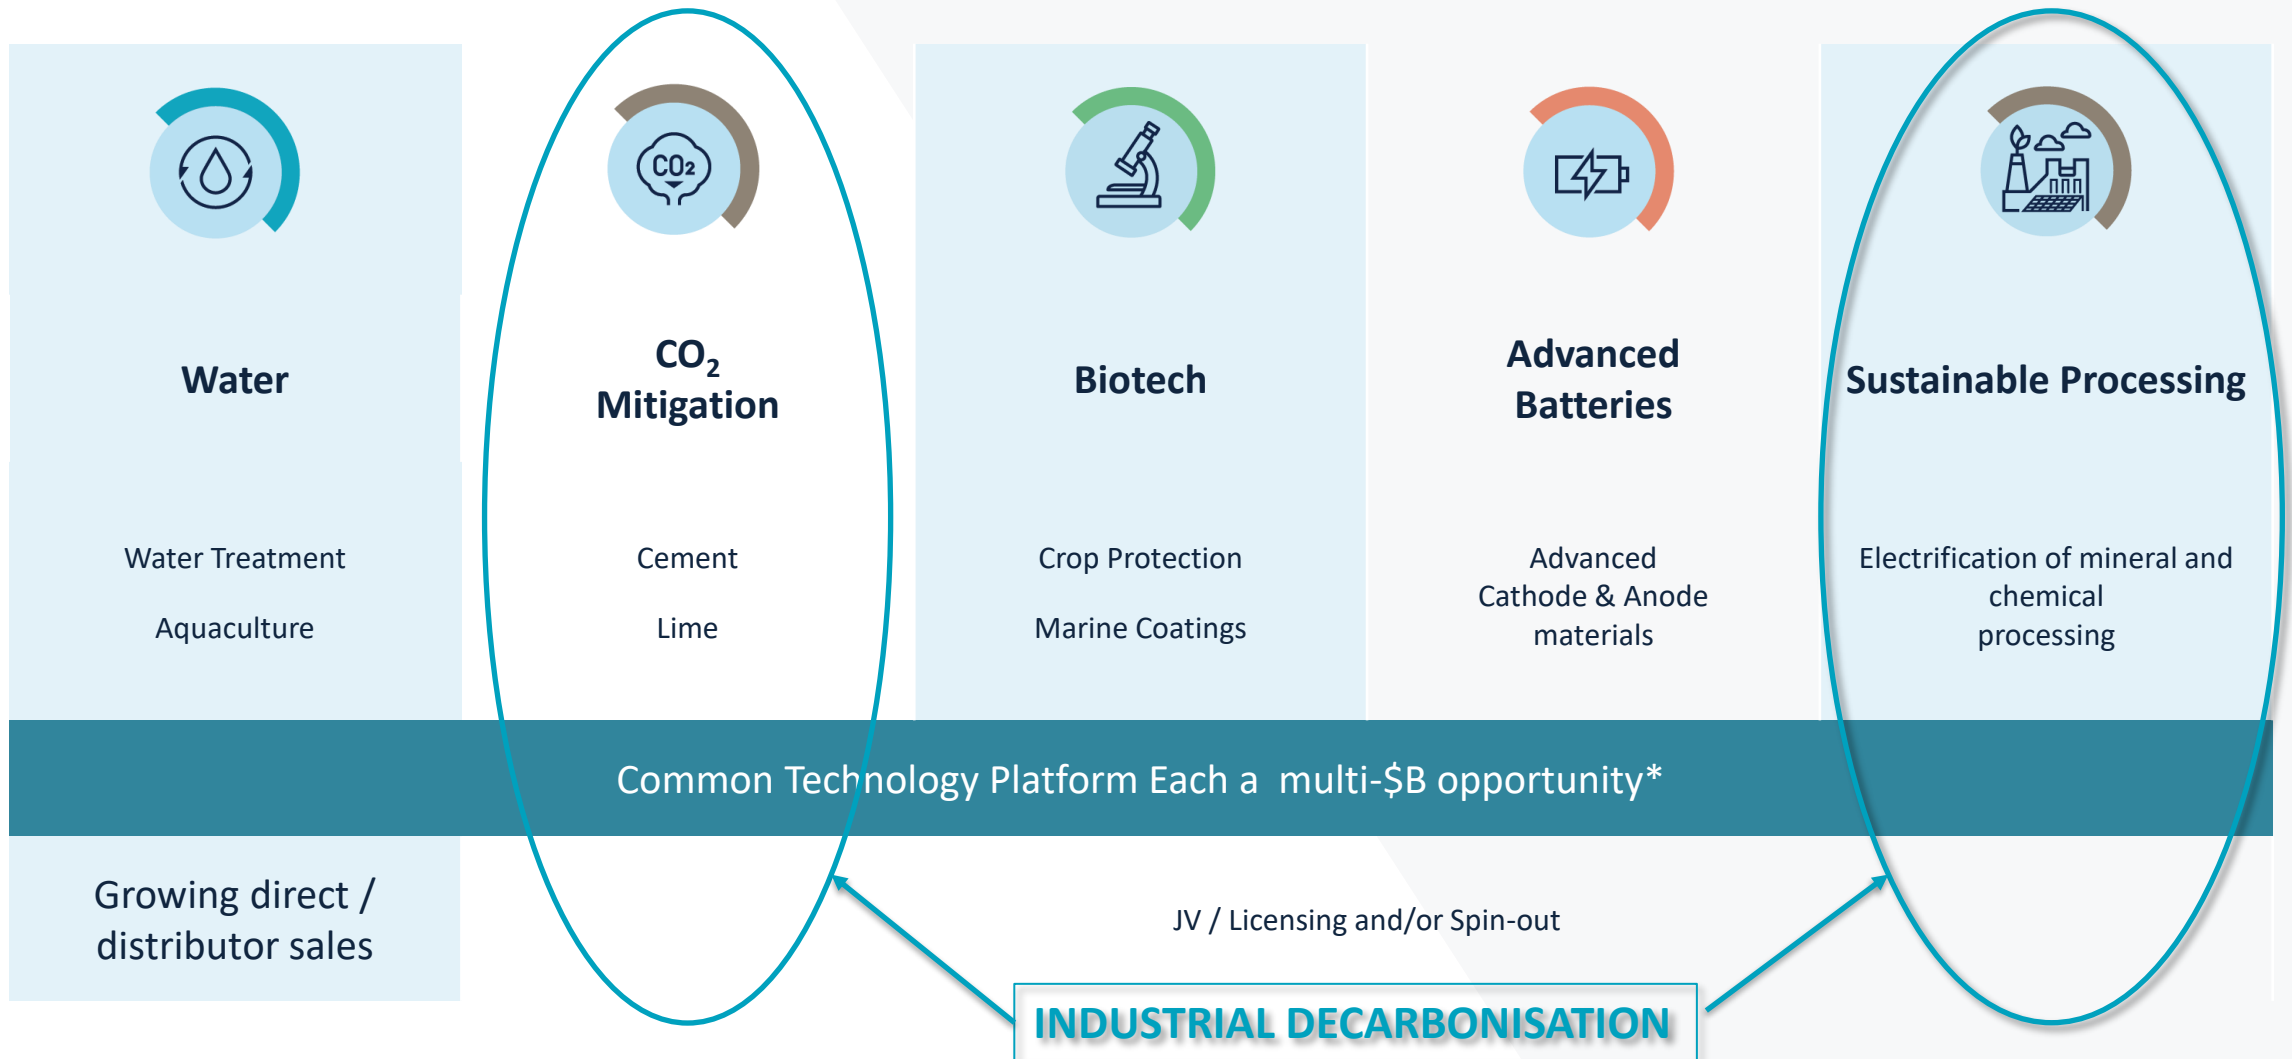 CO₂
Water
CO₂
Mitigation
Biotech
Advanced
Batteries
Sustainable Processing
Water Treatment
Aquaculture
Cement
Lime
Crop Protection
Marine Coatings
Advanced
Cathode & Anode
materials
Electrification of mineral and
chemical
processing
Common Technology Platform Each a  multi-$B opportunity*
Growing direct /
distributor sales
JV / Licensing and/or Spin-out
INDUSTRIAL DECARBONISATION